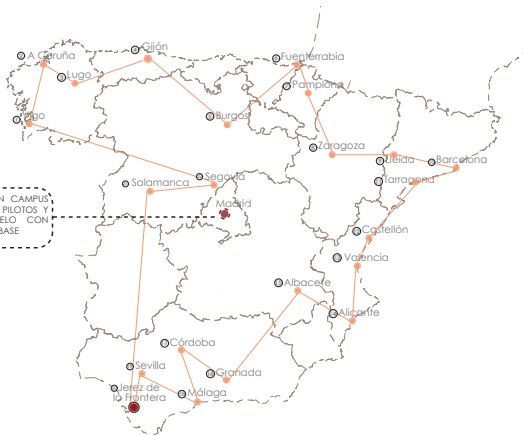 Gijón
A Coruña
Fuenterrabia
Lugo
Pamplona
Vigo
Burgos
Zaragoza
Lleida
Barcelona
Segovia
Salamanca
Tarragona
N CAMPUS
PILOTOS Y
ELO CON
BASE
Madrid
Castellón
Valencia
Albacete
Alicante
Córdoba
Sevilla
Granada
Jerez de
la Frontera
Málaga